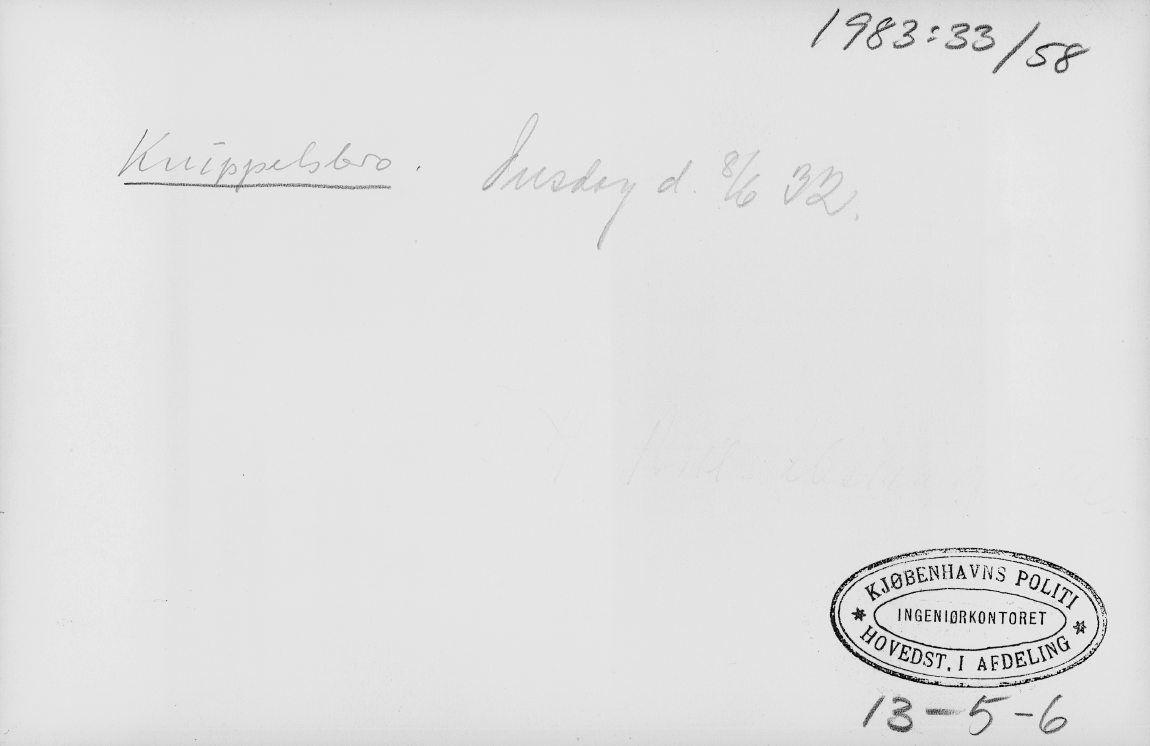 1983:33/58
Knippelsbro. Onsdag d. 8/6 32.
KJØBENHAVNS POLITI
INGENIØRKONTORET
HOVEDST. I AFDELING
13-5-6